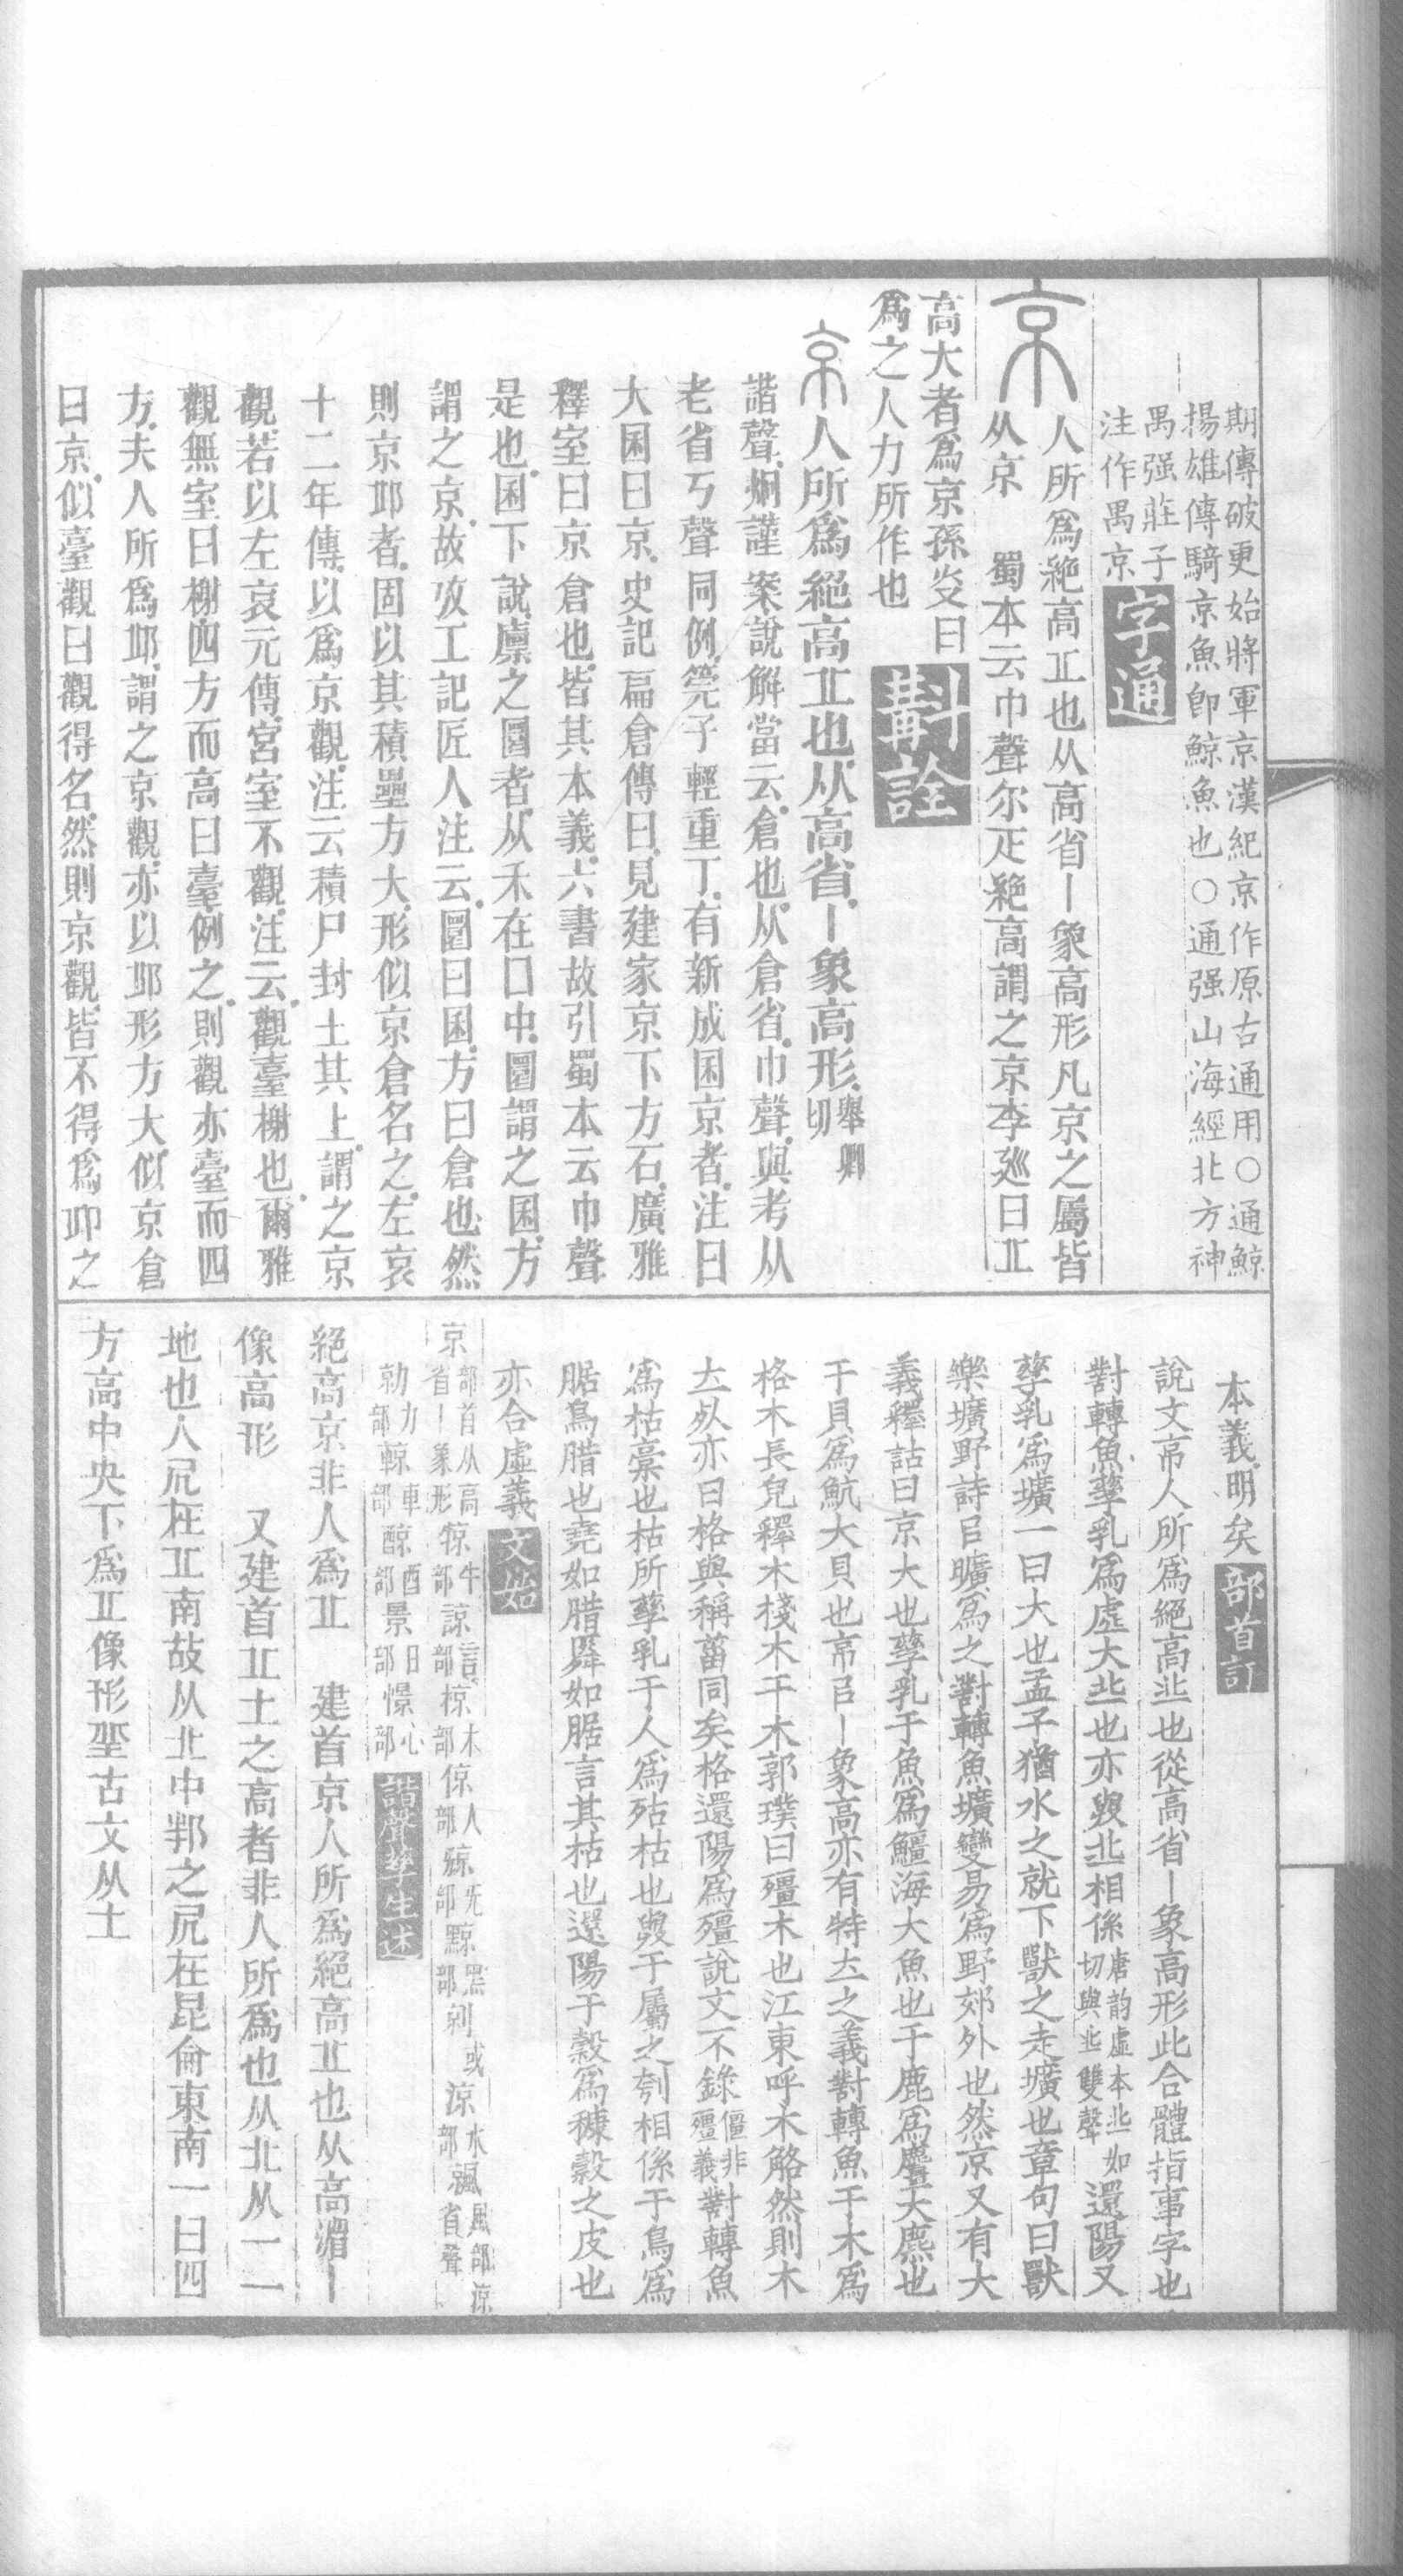 期傳破更始將軍京漢紀京作原古通用○通鯨
揚雄傳騎京魚卽鯨魚也○通强山海經北方神
禺强莊子
注作禺京
字通
京人所爲絕高丘也从高省丨象高形凡京之屬皆
从京 蜀本云巾聲尔疋絕高謂之京李巡曰丘
高大者爲京孫炎曰
爲之人力所作也
斠詮
京人所爲絕高丘也从高省丨象高形舉卿
切
諧聲炯謹案說解當云倉也从倉省巾聲與考从
老省丂聲同例筦子輕重丁有新成囷京者注曰
大囷曰京史記扁倉傳曰見建家京下方石廣雅
釋室曰京倉也皆其本義六書故引蜀本云巾聲
是也囷下說廩之圜者从禾在囗中圜謂之囷方
謂之京故攷工記匠人注云圜曰囷方曰倉也然
則京邱者固以其積壘方大形似京倉名之左哀
十二年傳以爲京觀注云積尸封土其上謂之京
觀若以左哀元傳宮室不觀注云觀臺榭也爾雅
觀無室曰榭四方而高曰臺例之則觀亦臺而四
方夫人所爲邱謂之京觀亦以邱形方大似京倉
曰京似臺觀曰觀得名然則京觀皆不得爲邱之
本義明矣
部首訂
說文京人所爲絕高丠也從高省丨象高形此合體指事字也
對轉魚孳乳爲虛大丠也亦與丠相係唐韵虛本丠如
切與丠雙聲還陽又
孳乳爲壙一曰大也孟子猶水之就下獸之走壙也章句曰獸
樂壙野詩㠯曠爲之對轉魚壙變易爲野郊外也然京又有大
義釋詁曰京大也孳乳于魚爲鱷海大魚也于鹿爲麠大麃也
于貝爲魧大貝也京㠯丨象高亦有特立之義對轉魚于木爲
格木長皃釋木棧木干木郭璞曰殭木也江東呼木觡然則木
立死亦曰格與稱菑同矣格還陽爲殭說文不錄僵非
殭義對轉魚
爲枯槀也枯所孳乳于人爲殆枯也與于屬之刳相係于鳥爲
腒鳥腊也堯如腊舜如腒言其枯也還陽于穀爲穅穀之皮也
亦合虛義
文始
京部首从高
省丨象形㹁牛部諒言部椋木部倞人部㒳旡部黥黑部剠或涼水部飆風部涼
省聲
勍力部輬車部醇酉部景日部憬心部
諧聲孳生述
絕高京非人爲丘 建首京人所爲絕高丘也从高渻丨
像高形 又建首丘土之高者非人所爲也从北从一一
地也人凥在丘南故从北中邦之凥在昆侖東南一曰四
方高中央下爲丘像形坵古文从土